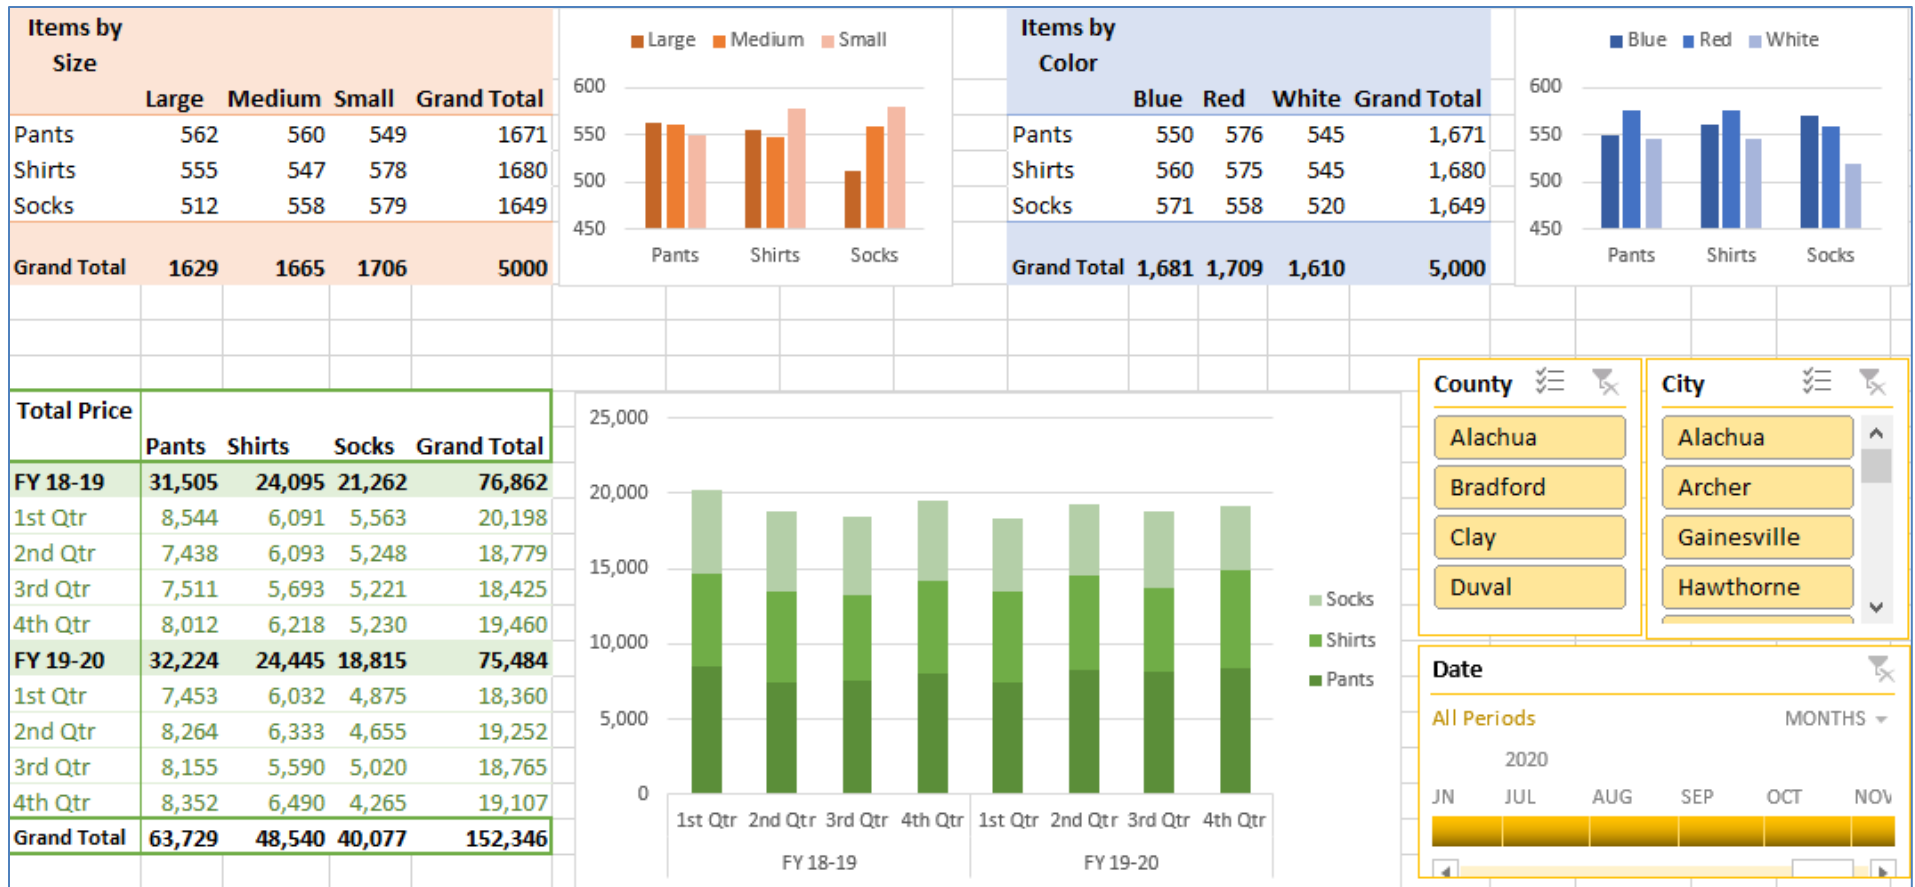 Items by
Size
Large Medium Small Grand Total
Pants 562 560 549 1671
Shirts 555 547 578 1680
Socks 512 558 579 1649
Grand Total 1629 1665 1706 5000
Large Medium Small
600
550
500
450
Pants Shirts Socks
Items by
Color
Blue Red White Grand Total
Pants 550 576 545 1,671
Shirts 560 575 545 1,680
Socks 571 558 520 1,649
Grand Total 1,681 1,709 1,610 5,000
Blue Red White
600
550
500
450
Pants Shirts Socks
Total Price
Pants Shirts Socks Grand Total
FY 18-19 31,505 24,095 21,262 76,862
1st Qtr 8,544 6,091 5,563 20,198
2nd Qtr 7,438 6,093 5,248 18,779
3rd Qtr 7,511 5,693 5,221 18,425
4th Qtr 8,012 6,218 5,230 19,460
FY 19-20 32,224 24,445 18,815 75,484
1st Qtr 7,453 6,032 4,875 18,360
2nd Qtr 8,264 6,333 4,655 19,252
3rd Qtr 8,155 5,590 5,020 18,765
4th Qtr 8,352 6,490 4,265 19,107
Grand Total 63,729 48,540 40,077 152,346
25,000
20,000
15,000
10,000
5,000
0
1st Qtr 2nd Qtr 3rd Qtr 4th Qtr 1st Qtr 2nd Qtr 3rd Qtr 4th Qtr
FY 18-19 FY 19-20
Socks
Shirts
Pants
County
Alachua
Bradford
Clay
Duval
City
Alachua
Archer
Gainesville
Hawthorne
Date
All Periods MONTHS
2020
JN JUL AUG SEP OCT NOV